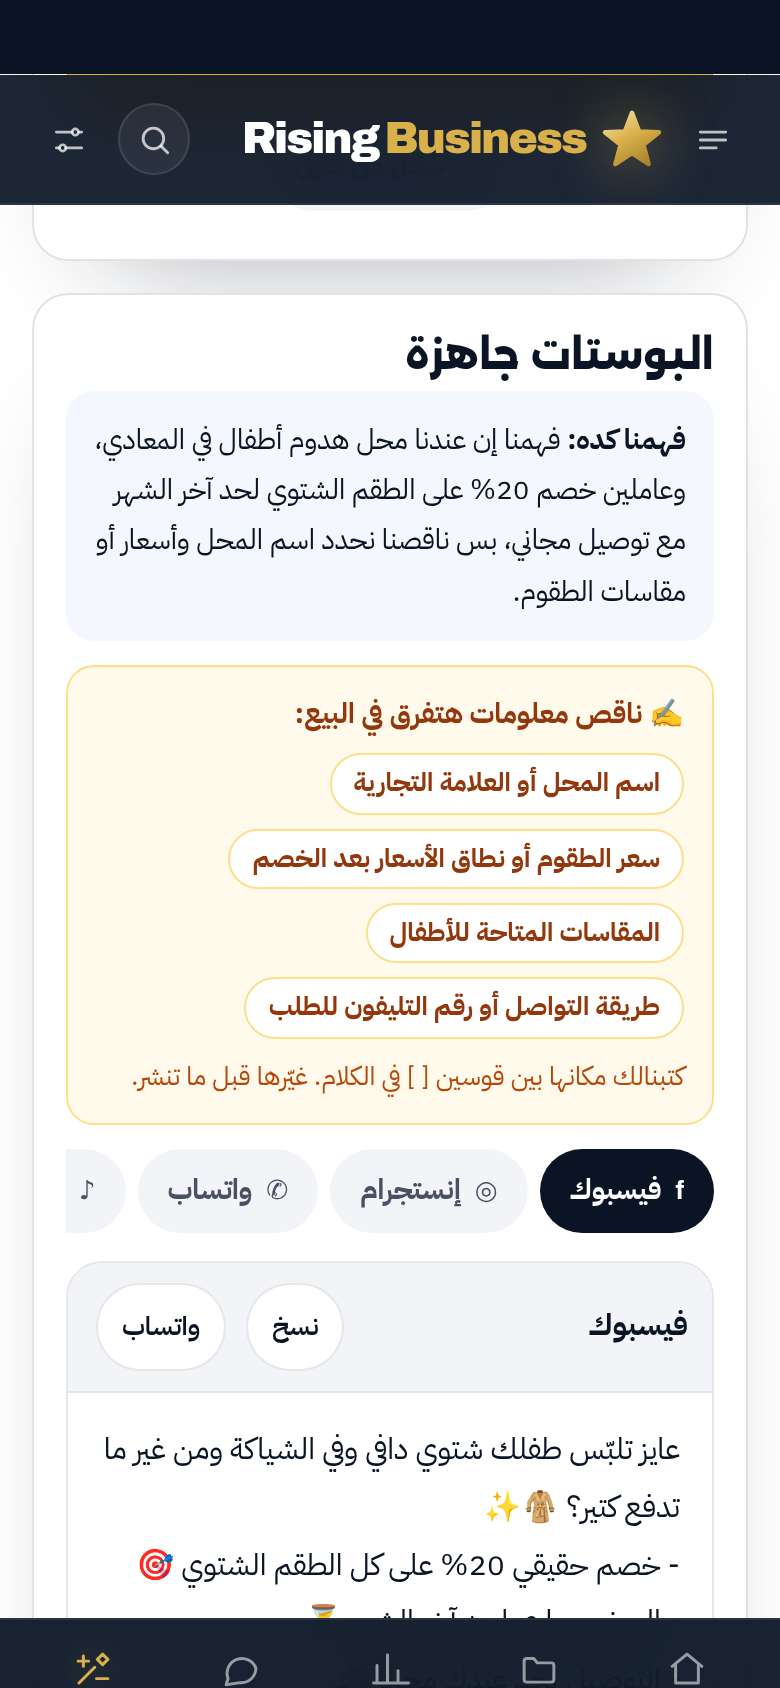 Rising Business
البوستات جاهزة
فهمنا كده: فهمنا إن عندنا محل هدوم أطفال في المعادي،
وعاملين خصم 20% على الطقم الشتوي لحد آخر الشهر
مع توصيل مجاني، بس ناقصنا نحدد اسم المحل وأسعار أو
مقاسات الطقوم.
✍️ ناقص معلومات هتفرق في البيع:
اسم المحل أو العلامة التجارية
سعر الطقوم أو نطاق الأسعار بعد الخصم
المقاسات المتاحة للأطفال
طريقة التواصل أو رقم التليفون للطلب
كتبنالك مكانها بين قوسين [ ] في الكلام. غيّرها قبل ما تنشر.
f فيسبوك
◎ إنستجرام
✆ واتساب
♪
فيسبوك
نسخ
واتساب
عايز تلبّس طفلك شتوي دافي وفي الشياكة ومن غير ما
تدفع كتير؟ 🧥✨
- خصم حقيقي 20% على كل الطقم الشتوي 🎯